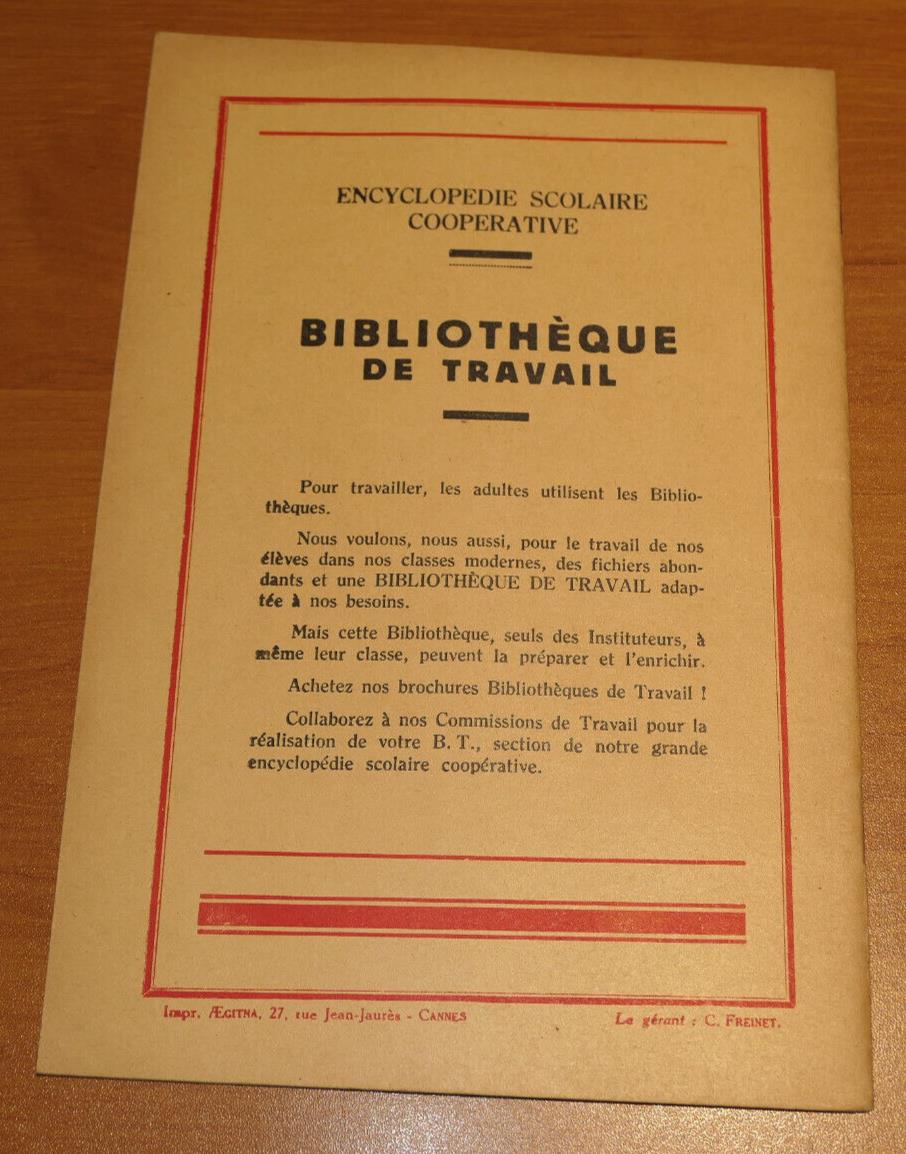 ENCYCLOPEDIE SCOLAIRE
COOPERATIVE
BIBLIOTHÈQUE
DE TRAVAIL
Pour travailler, les adultes utilisent les Biblio-
thèques.
Nous voulons, nous aussi, pour le travail de nos
élèves dans nos classes modernes, des fichiers abon-
dants et une BIBLIOTHÈQUE DE TRAVAIL adap-
tée à nos besoins.
Mais cette Bibliothèque, seuls des Instituteurs, à
même leur classe, peuvent la préparer et l'enrichir.
Achetez nos brochures Bibliothèques de Travail !
Collaborez à nos Commissions de Travail pour la
réalisation de votre B. T., section de notre grande
encyclopédie scolaire coopérative.
Impr. ÆGITNA, 27, rue Jean-Jaurès - CANNES
Le gérant : C. FREINET.